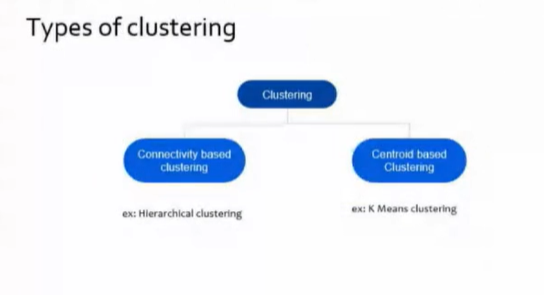 Types of clustering
Clustering
Connectivity based
clustering
Centroid based
Clustering
ex: Hierarchical clustering
ex: K Means clustering